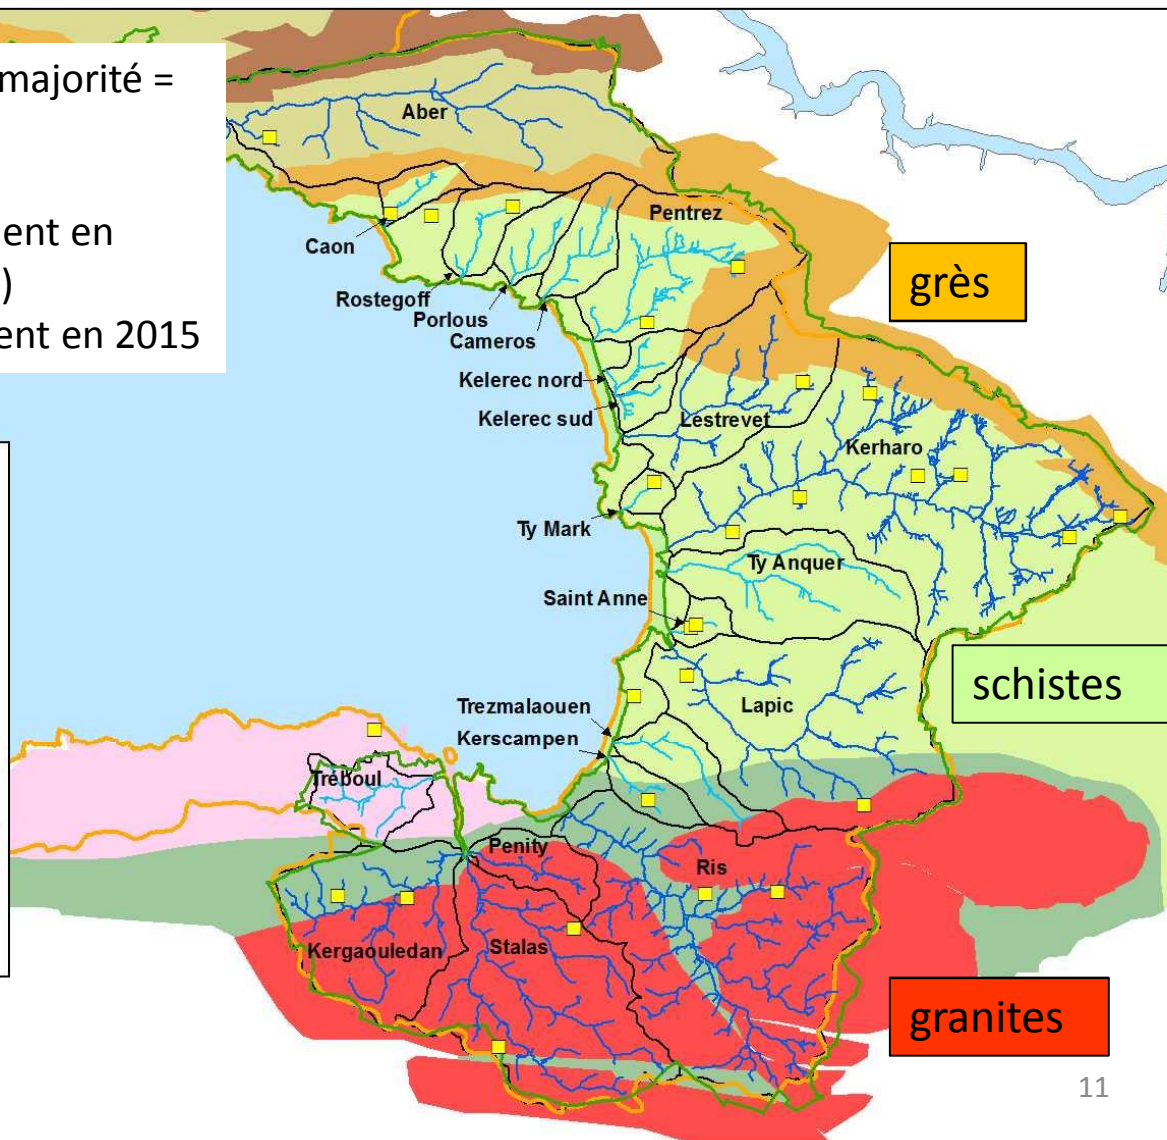 majorité =
ent en
)
ent en 2015
Aber
Pentrez
Caon
grès
Rostegoff
Porlous
Cameros
Kelerec nord
Kelerec sud
Lestrevet
Kerharo
Ty Mark
Ty Anquer
Saint Anne
schistes
Trezmalaouen
Lapic
Kerscampen
Tréboul
Penity
Ris
Kergaouledan
Stalas
granites
11